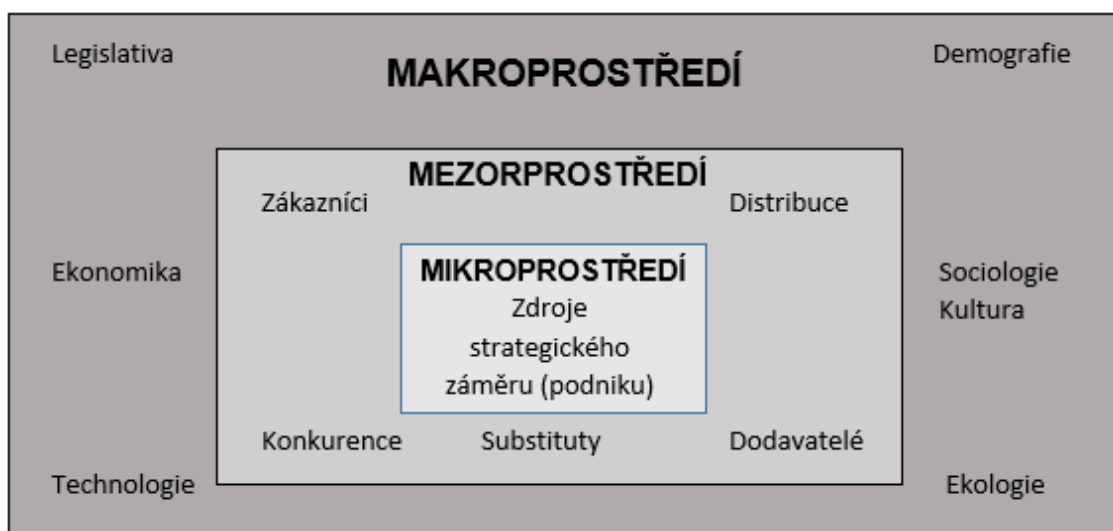 Legislativa
MAKROPROSTŘEDÍ
Demografie
MEZORPROSTŘEDÍ
Zákazníci
Distribuce
Ekonomika
MIKROPROSTŘEDÍ
Zdroje
strategického
záměru (podniku)
Sociologie
Kultura
Konkurence
Substituty
Dodavatelé
Technologie
Ekologie